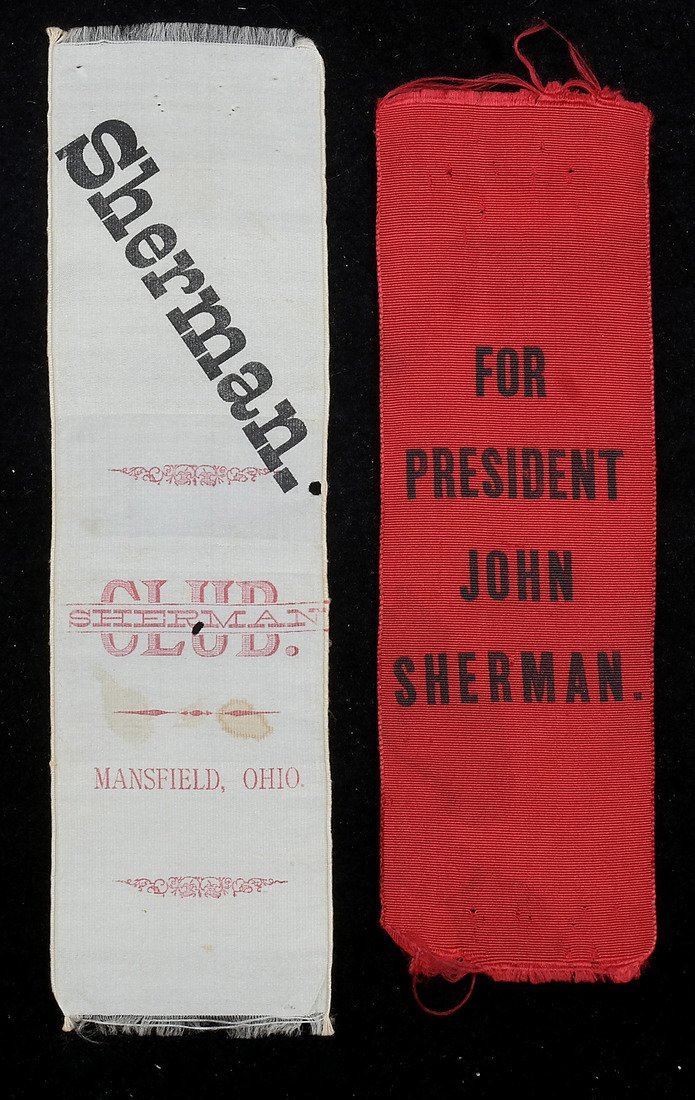 Sherman.
CLUB.
SHERMAN
MANSFIELD, OHIO.
FOR
PRESIDENT
JOHN
SHERMAN.